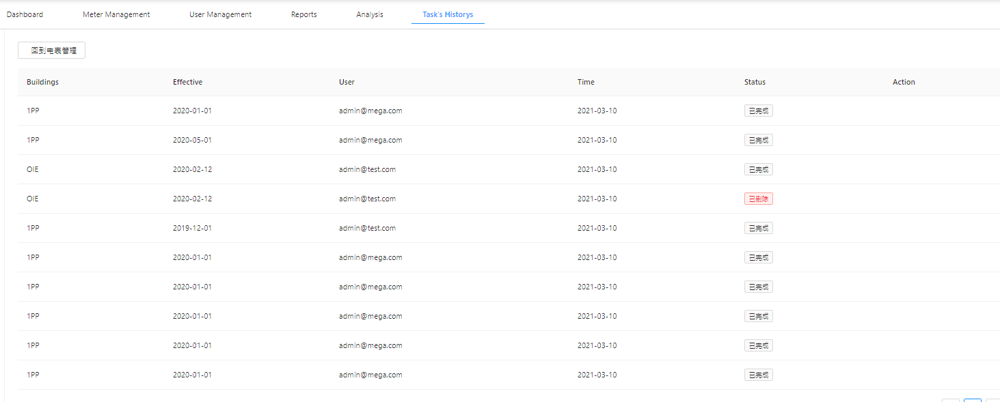 Dashboard Meter Management User Management Reports Analysis Task's Historys
回到电表管理
Buildings Effective User Time Status Action
1PP 2020-01-01 admin@mega.com 2021-03-10 已完成
1PP 2020-05-01 admin@mega.com 2021-03-10 已完成
OIE 2020-02-12 admin@test.com 2021-03-10 已完成
OIE 2020-02-12 admin@test.com 2021-03-10 已删除
1PP 2019-12-01 admin@test.com 2021-03-10 已完成
1PP 2020-01-01 admin@mega.com 2021-03-10 已完成
1PP 2020-01-01 admin@mega.com 2021-03-10 已完成
1PP 2020-01-01 admin@mega.com 2021-03-10 已完成
1PP 2020-01-01 admin@mega.com 2021-03-10 已完成
1PP 2020-01-01 admin@mega.com 2021-03-10 已完成